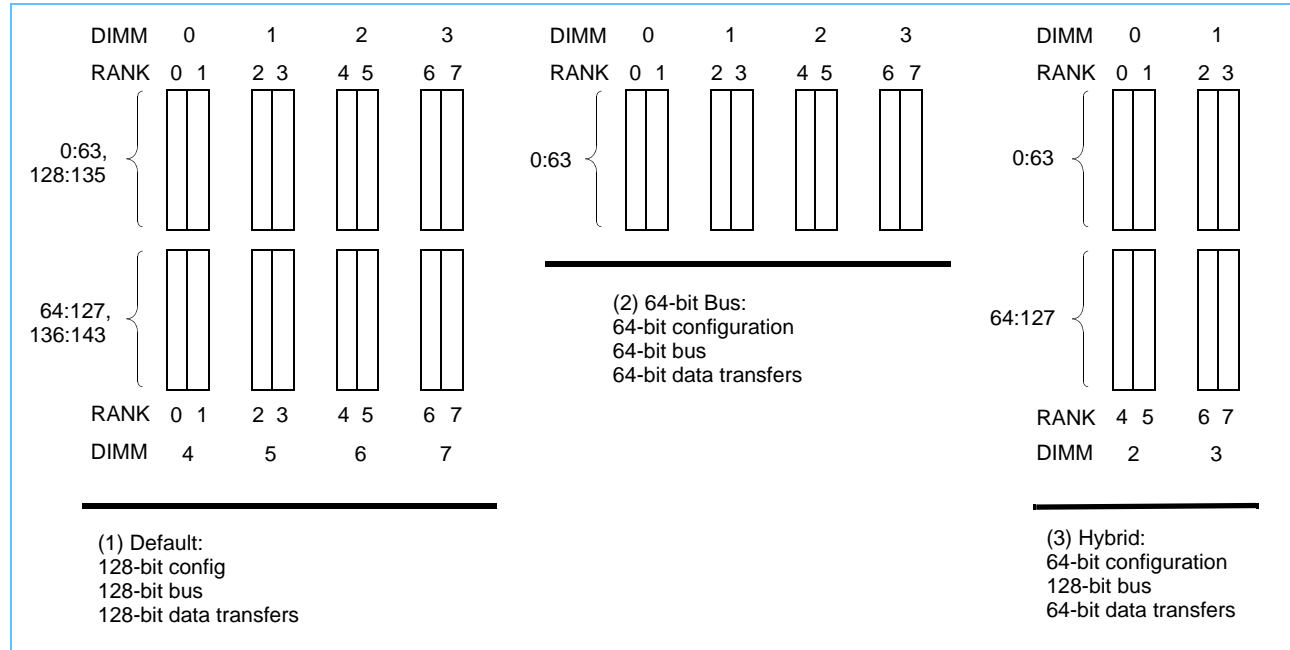 DIMM 0 1 2 3
RANK 0 1 2 3 4 5 6 7
0:63,
128:135
64:127,
136:143
RANK 0 1 2 3 4 5 6 7
DIMM 4 5 6 7
(1) Default:
128-bit config
128-bit bus
128-bit data transfers
DIMM 0 1 2 3
RANK 0 1 2 3 4 5 6 7
0:63
(2) 64-bit Bus:
64-bit configuration
64-bit bus
64-bit data transfers
DIMM 0 1
RANK 0 1 2 3
0:63
64:127
RANK 4 5 6 7
DIMM 2 3
(3) Hybrid:
64-bit configuration
128-bit bus
64-bit data transfers